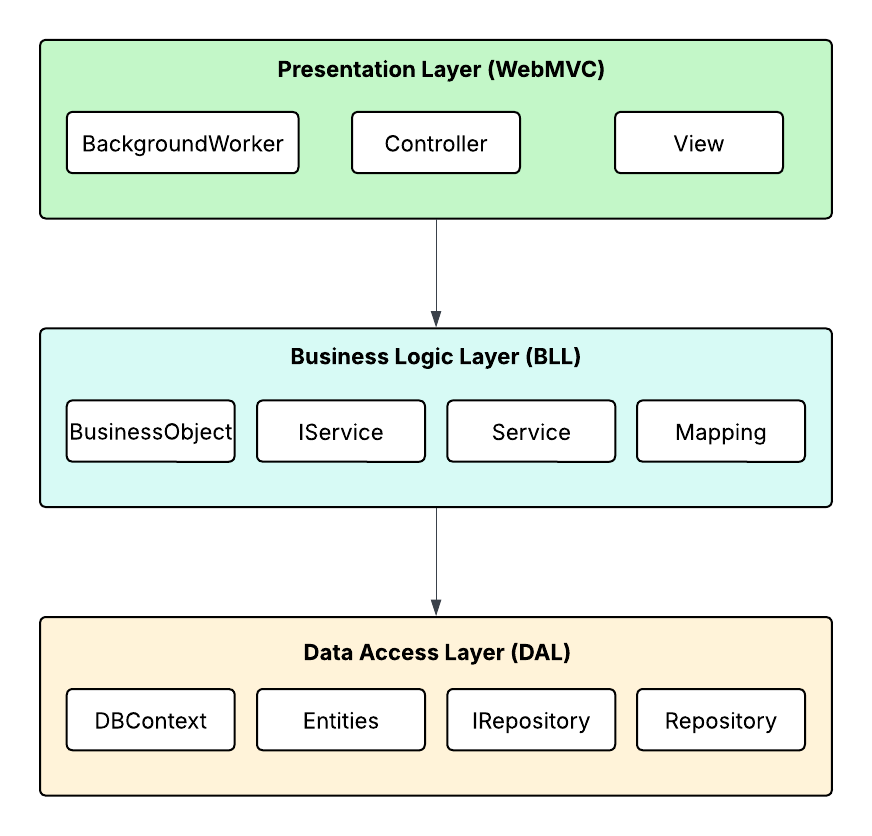 Presentation Layer (WebMVC)
BackgroundWorker
Controller
View
Business Logic Layer (BLL)
BusinessObject
IService
Service
Mapping
Data Access Layer (DAL)
DBContext
Entities
IRepository
Repository